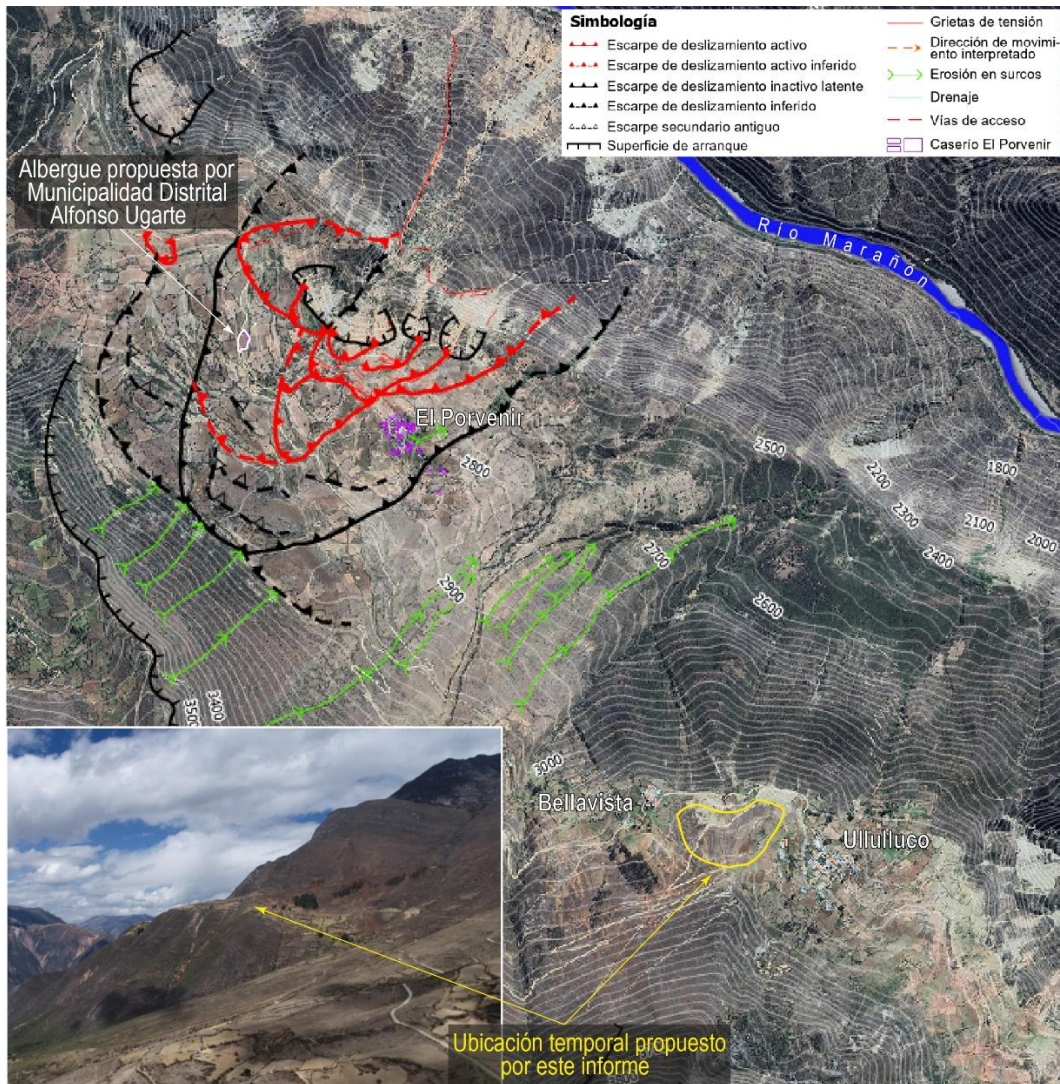 Simbología
Escarpe de deslizamiento activo
Escarpe de deslizamiento activo inferido
Escarpe de deslizamiento inactivo latente
Escarpe de deslizamiento inferido
Escarpe secundario antiguo
Superficie de arranque
Grietas de tensión
Dirección de movimi-
ento interpretado
Erosión en surcos
Drenaje
Vías de acceso
Caserío El Porvenir
Albergue propuesta por
Municipalidad Distrital
Alfonso Ugarte
Río Marañón
El Porvenir
2800
2500
2200
2300
1800
2100
2000
2400
2700
2600
2900
3400
3500
3000
Bellavista
Ullulluco
Ubicación temporal propuesto
por este informe